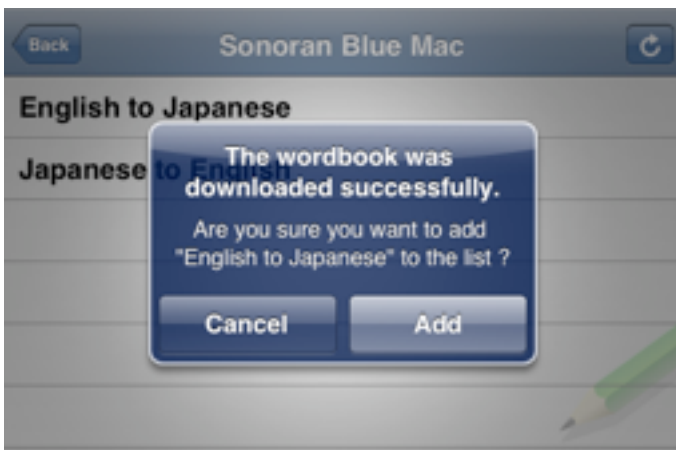 Back
Sonoran Blue Mac
English to Japanese
Japanese to English
The wordbook was
downloaded successfully.
Are you sure you want to add
"English to Japanese" to the list ?
Cancel
Add